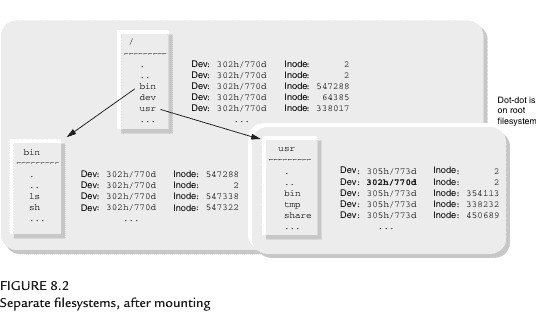 /
.    Dev: 302h/770d    Inode: 2
..    Dev: 302h/770d    Inode: 2
bin    Dev: 302h/770d    Inode: 547288
dev    Dev: 302h/770d    Inode: 64385
usr    Dev: 302h/770d    Inode: 338017
...    ...
Dot-dot is
on root
filesystem
bin
.    Dev: 302h/770d    Inode: 547288
..    Dev: 302h/770d    Inode: 2
ls    Dev: 302h/770d    Inode: 547338
sh    Dev: 302h/770d    Inode: 547322
...    ...
usr
.    Dev: 305h/773d    Inode: 2
..    Dev: 302h/770d    Inode: 2
bin    Dev: 305h/773d    Inode: 354113
tmp    Dev: 305h/773d    Inode: 338232
share    Dev: 305h/773d    Inode: 450689
...    ...
FIGURE 8.2
Separate filesystems, after mounting